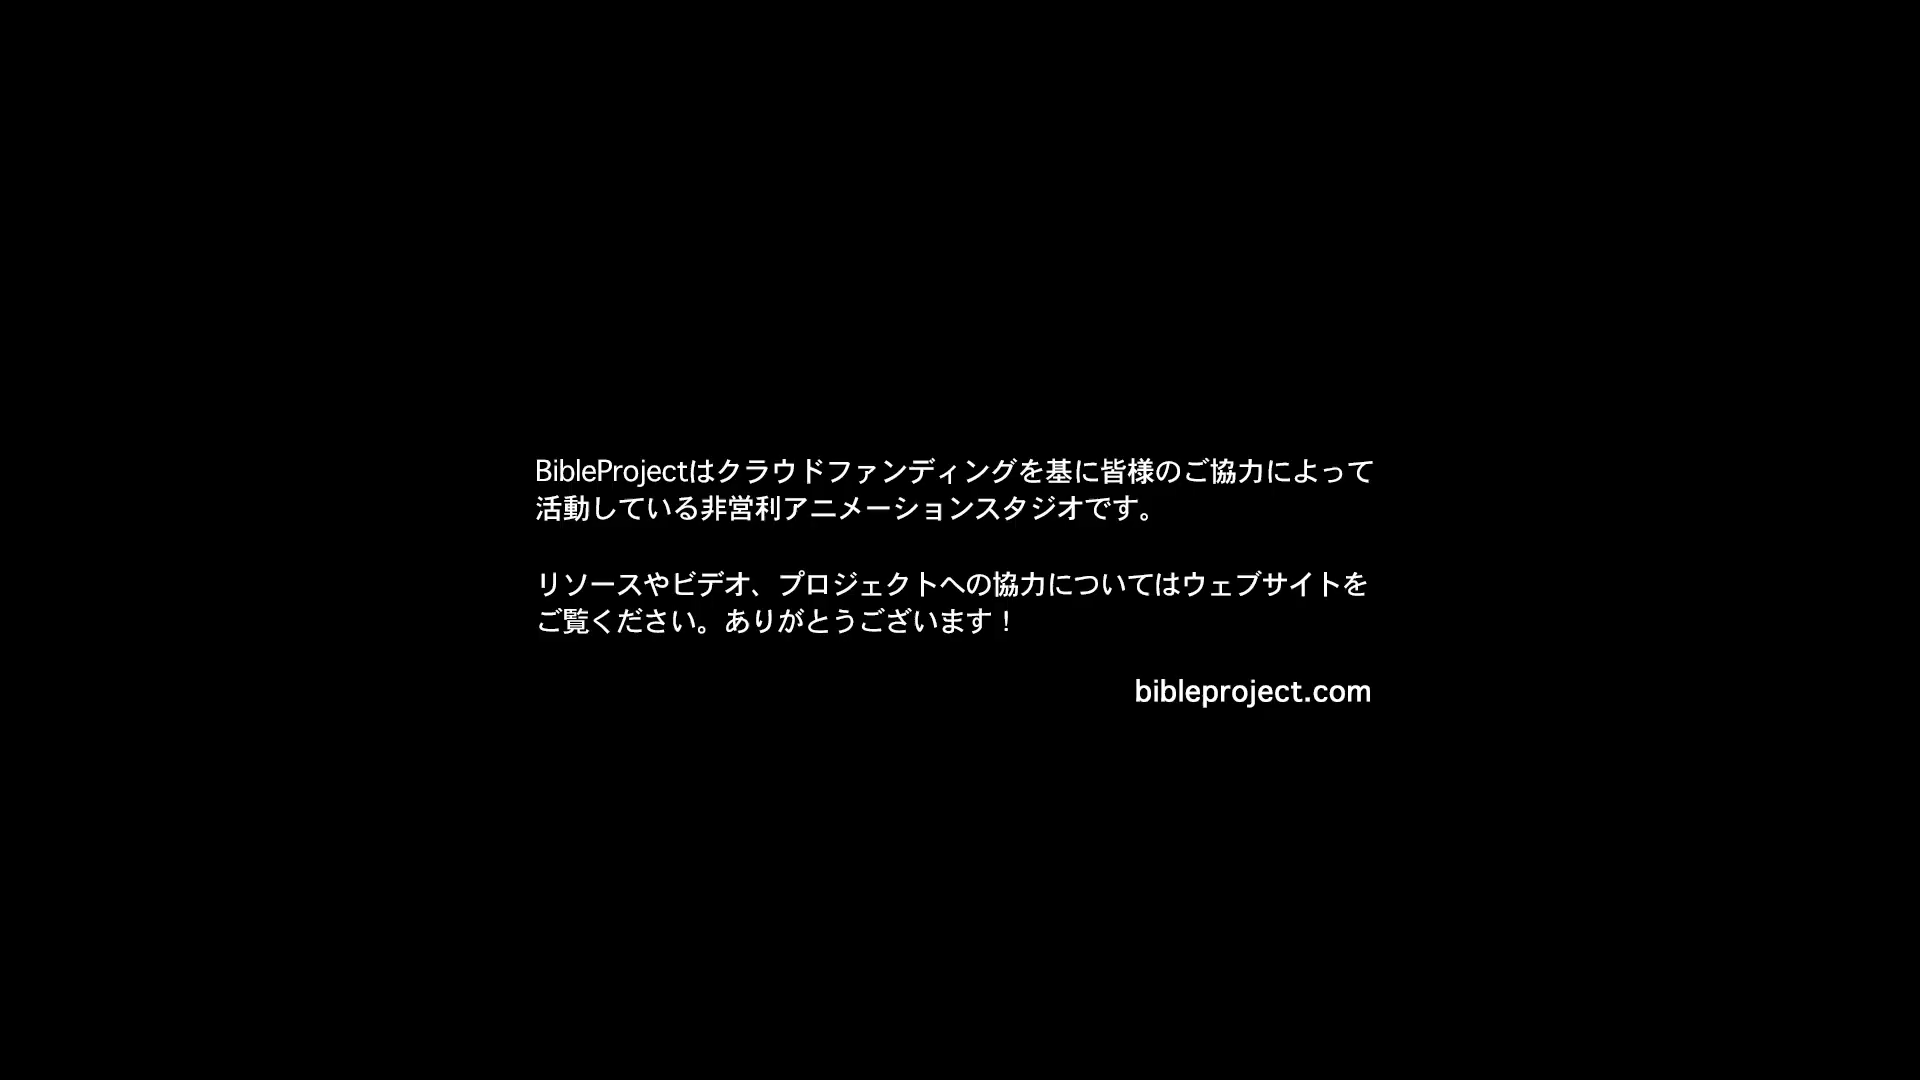 BibleProjectはクラウドファンディングを基に皆様のご協力によって
活動している非営利アニメーションスタジオです。
リソースやビデオ、プロジェクトへの協力についてはウェブサイトを
ご覧ください。ありがとうございます！
bibleproject.com